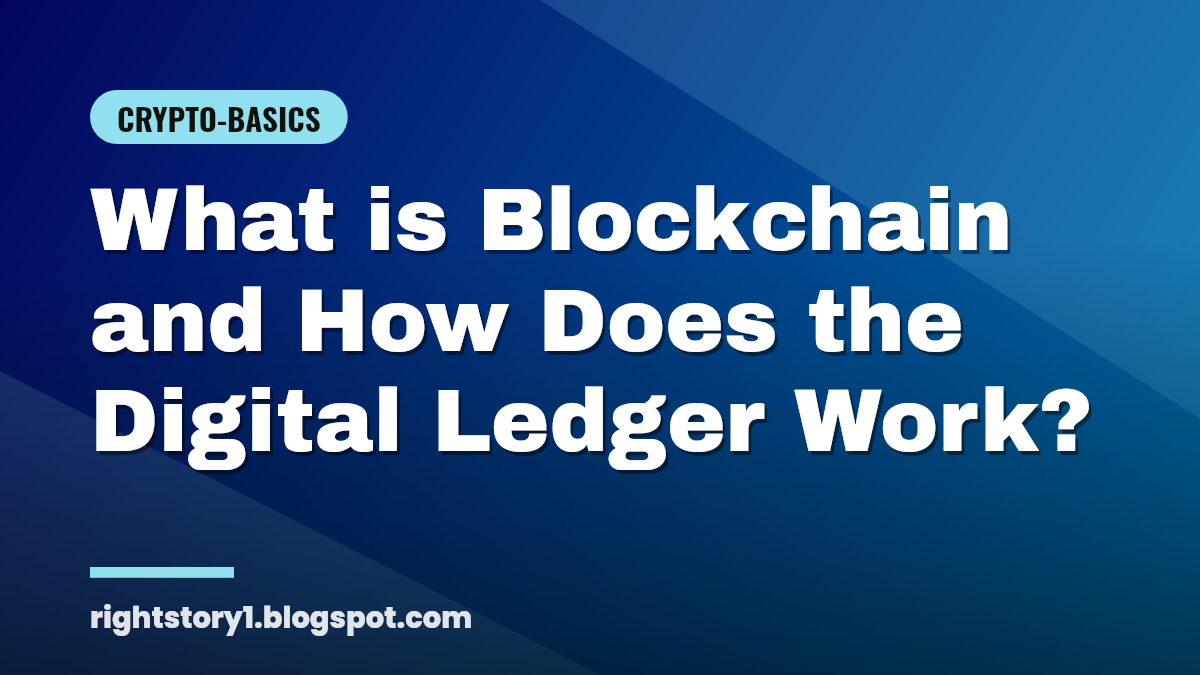 CRYPTO-BASICS
What is Blockchain
and How Does the
Digital Ledger Work?
rightstory1.blogspot.com